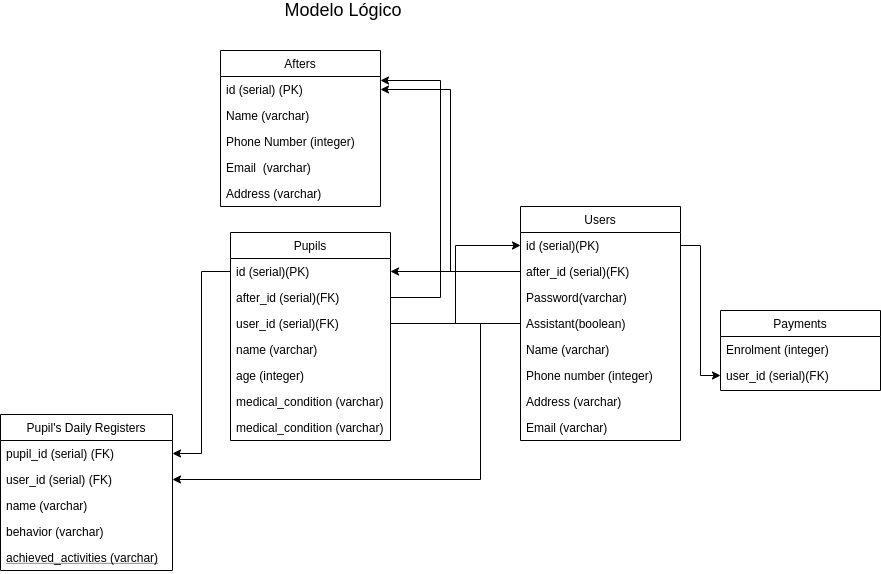 Modelo Lógico
Afters
id (serial) (PK)
Name (varchar)
Phone Number (integer)
Email  (varchar)
Address (varchar)
Pupils
id (serial)(PK)
after_id (serial)(FK)
user_id (serial)(FK)
name (varchar)
age (integer)
medical_condition (varchar)
medical_condition (varchar)
Users
id (serial)(PK)
after_id (serial)(FK)
Password(varchar)
Assistant(boolean)
Name (varchar)
Phone number (integer)
Address (varchar)
Email (varchar)
Payments
Enrolment (integer)
user_id (serial)(FK)
Pupil's Daily Registers
pupil_id (serial) (FK)
user_id (serial) (FK)
name (varchar)
behavior (varchar)
achieved_activities (varchar)